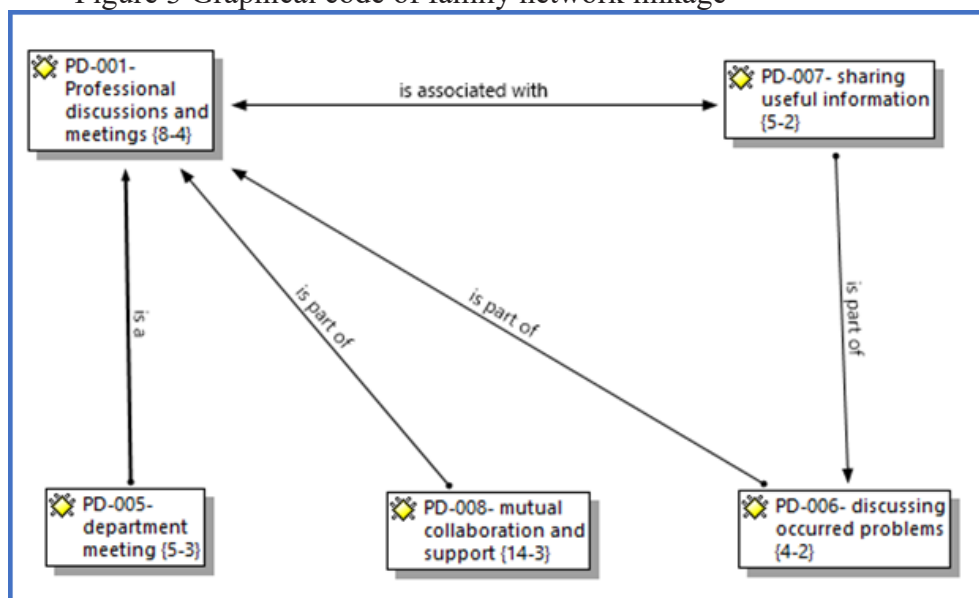 Figure 3 Graphical code of family network linkage
PD-001-
Professional
discussions and
meetings {8-4}
is associated with
PD-007- sharing
useful information
{5-2}
is a
is part of
is part of
is part of
PD-005-
department
meeting {5-3}
PD-008- mutual
collaboration and
support {14-3}
PD-006- discussing
occurred problems
{4-2}